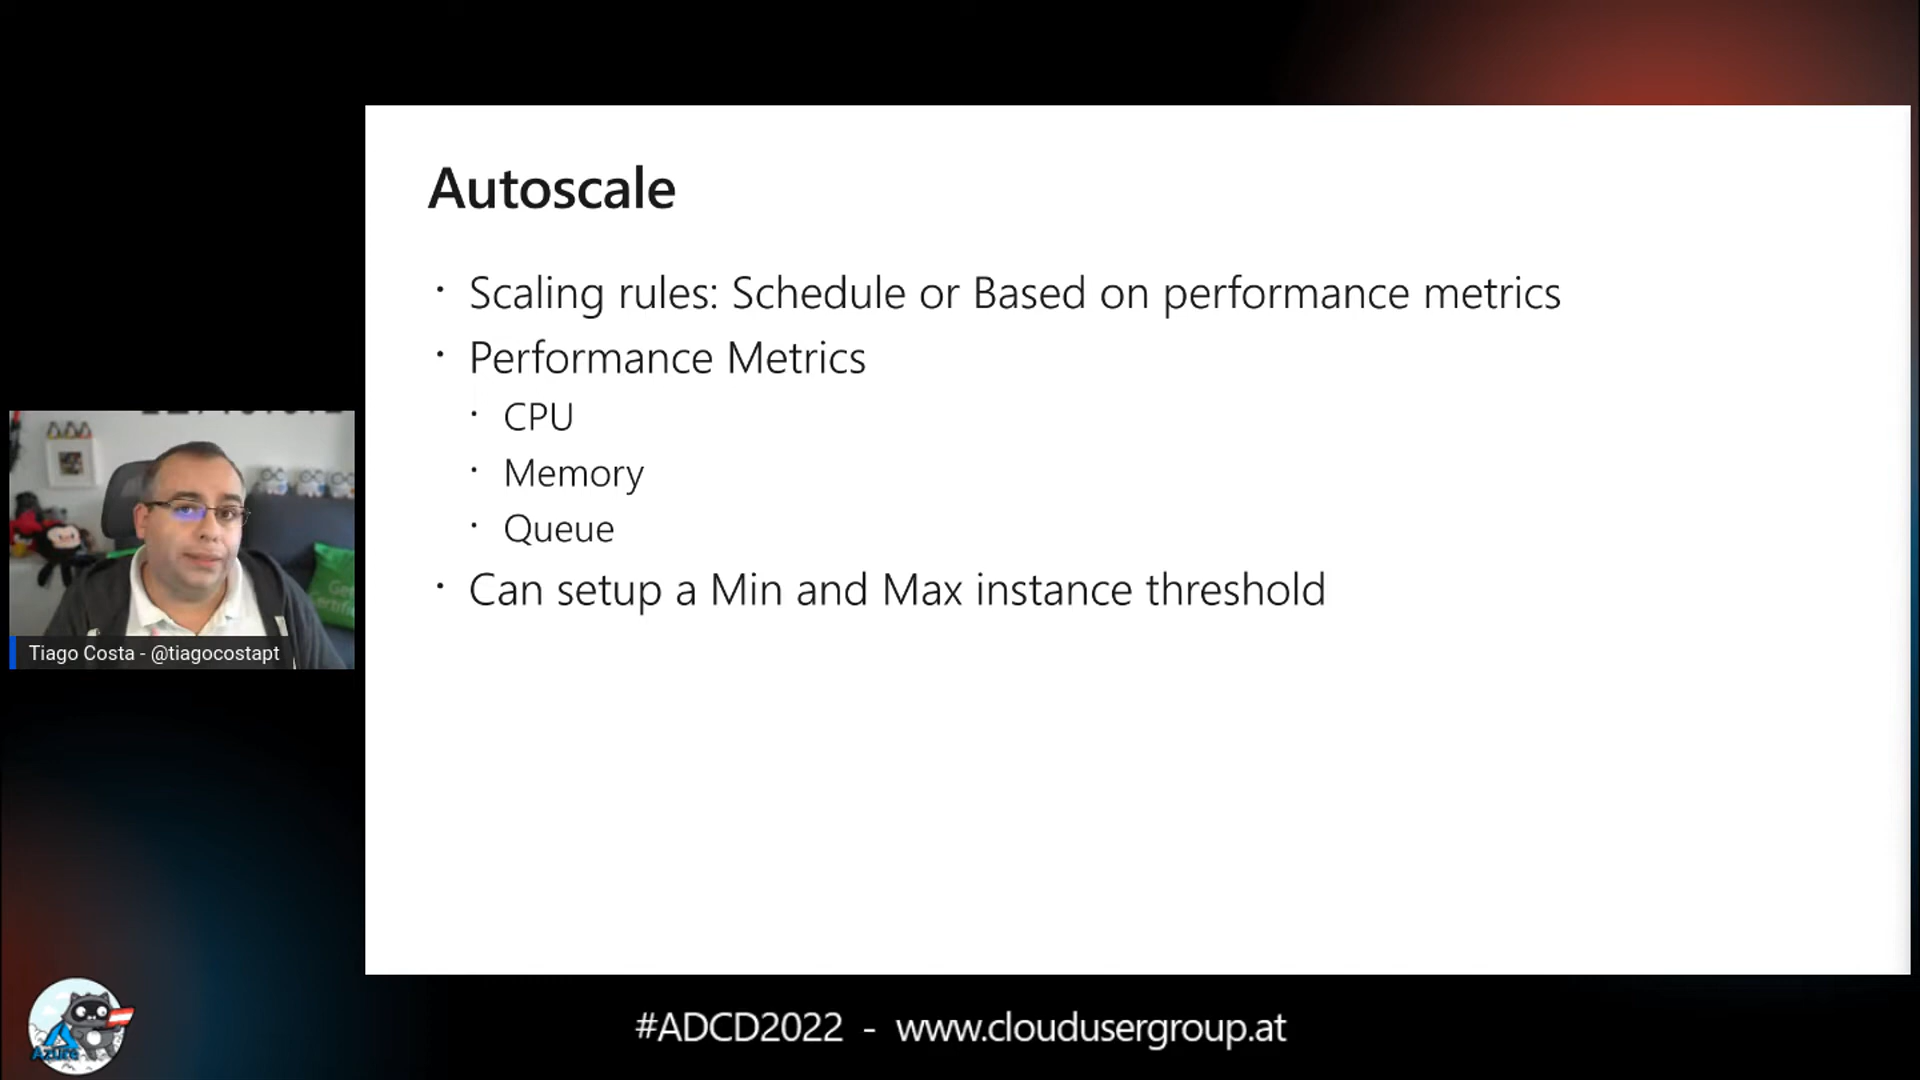 Autoscale
· Scaling rules: Schedule or Based on performance metrics
· Performance Metrics
· CPU
· Memory
· Queue
· Can setup a Min and Max instance threshold
Tiago Costa - @tiagocostapt
Azure
#ADCD2022 - www.cloudusergroup.at